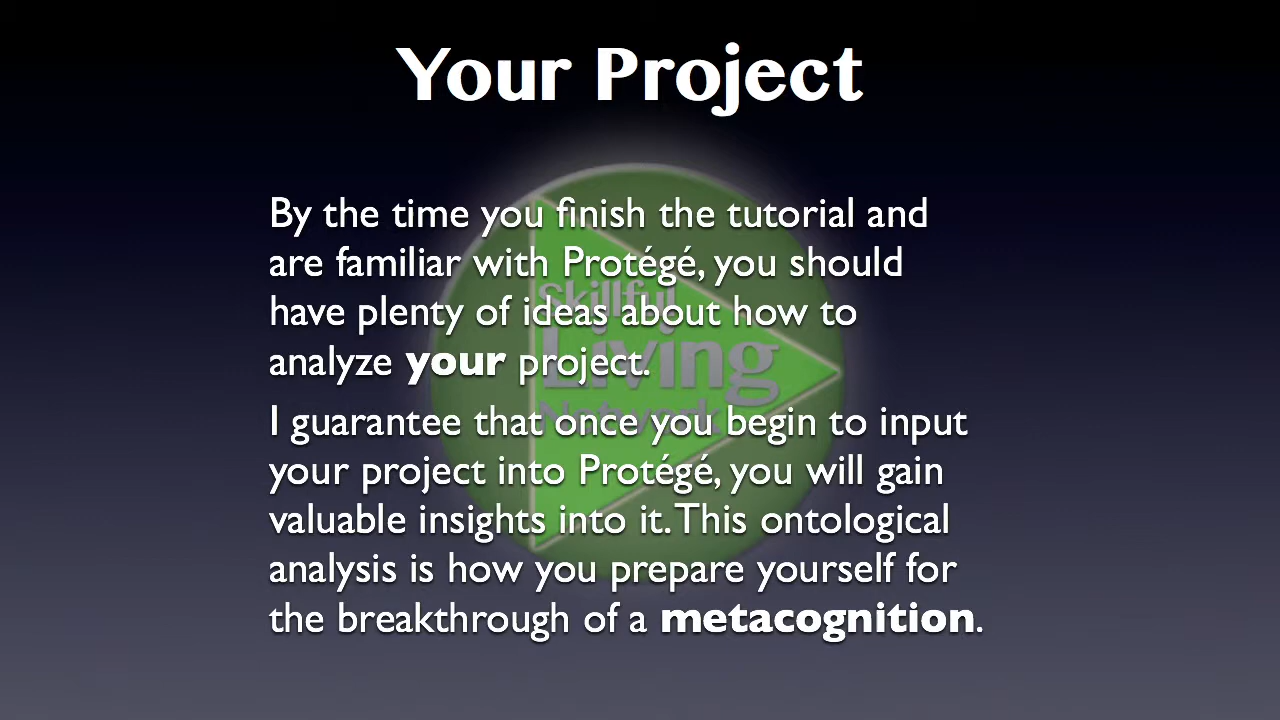 Your Project
By the time you finish the tutorial and
are familiar with Protégé, you should
have plenty of ideas about how to
analyze your project.
I guarantee that once you begin to input
your project into Protégé, you will gain
valuable insights into it. This ontological
analysis is how you prepare yourself for
the breakthrough of a metacognition.
Skillful
Living
Network